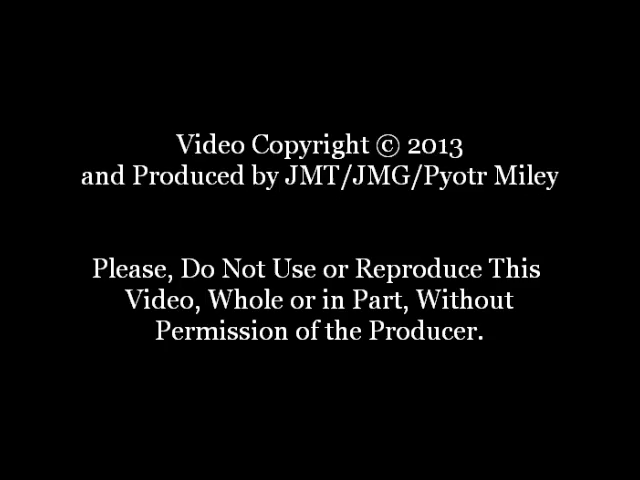 Video Copyright © 2013
and Produced by JMT/JMG/Pyotr Miley
Please, Do Not Use or Reproduce This
Video, Whole or in Part, Without
Permission of the Producer.